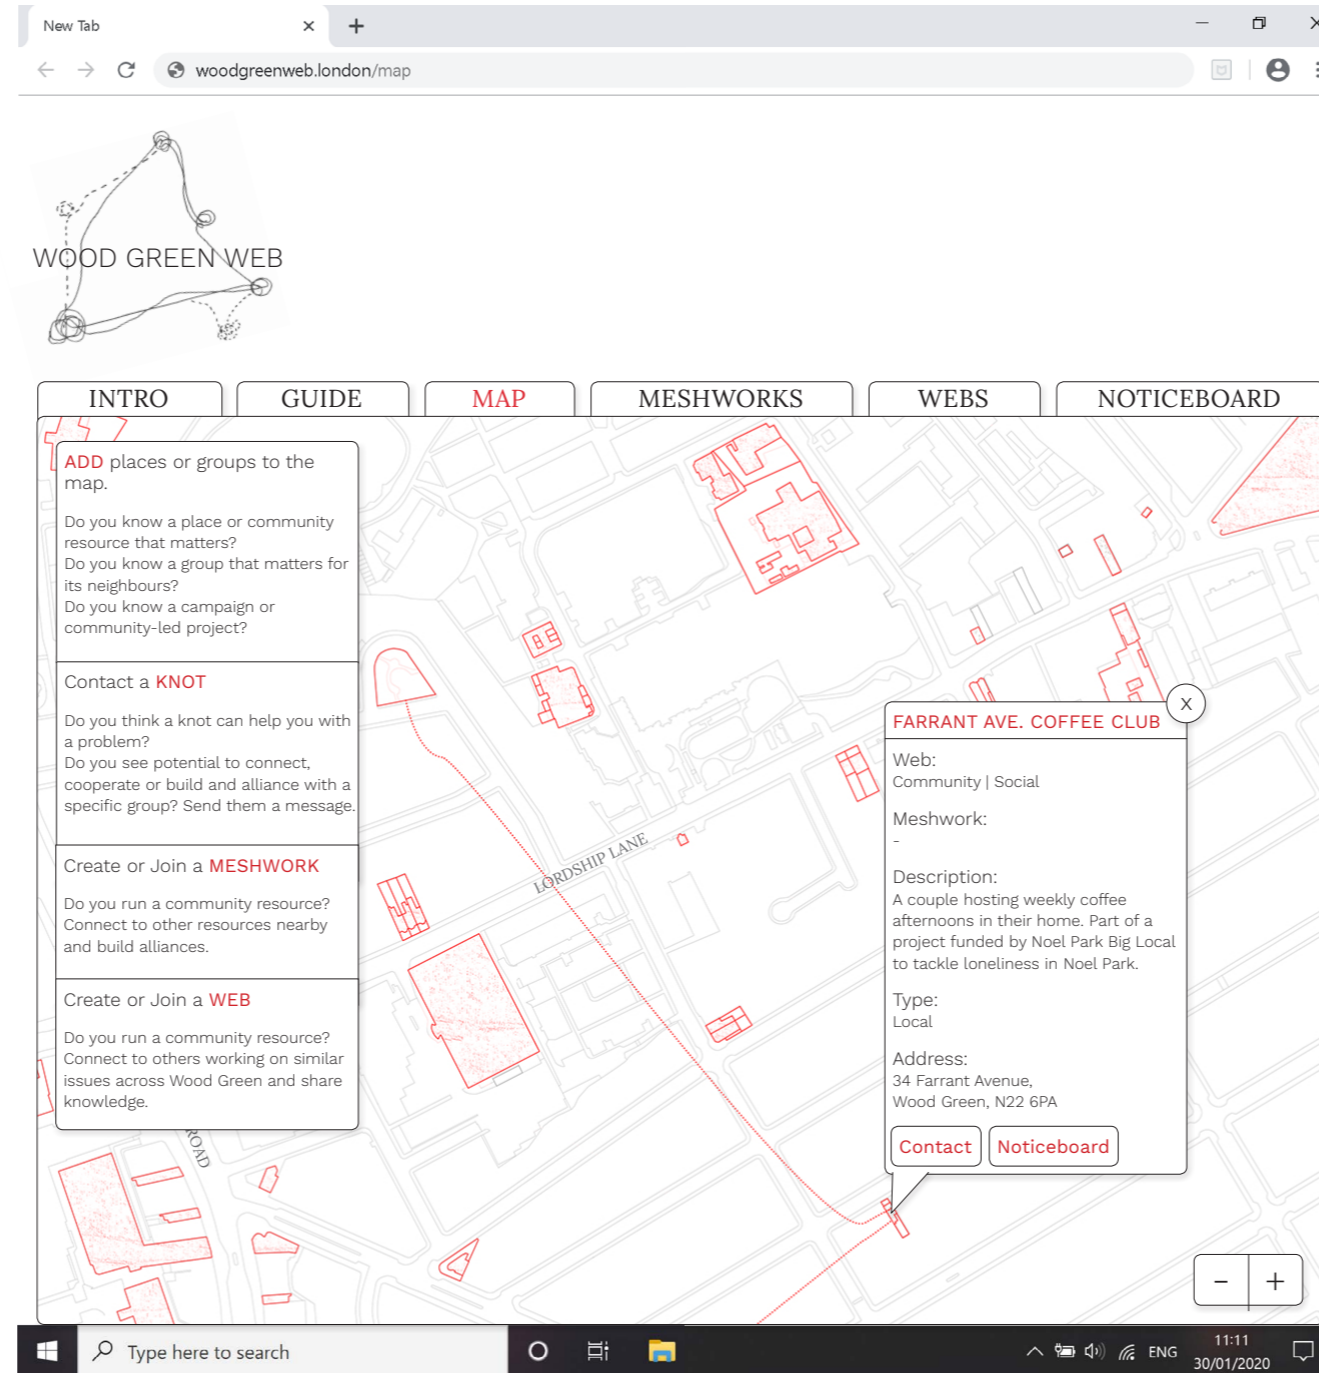 New Tab
woodgreenweb.london/map
WOOD GREEN WEB
INTRO
GUIDE
MAP
MESHWORKS
WEBS
NOTICEBOARD
ADD places or groups to the
map.
Do you know a place or community
resource that matters?
Do you know a group that matters for
its neighbours?
Do you know a campaign or
community-led project?
Contact a KNOT
Do you think a knot can help you with
a problem?
Do you see potential to connect,
cooperate or build and alliance with a
specific group? Send them a message.
Create or Join a MESHWORK
Do you run a community resource?
Connect to other resources nearby
and build alliances.
Create or Join a WEB
Do you run a community resource?
Connect to others working on similar
issues across Wood Green and share
knowledge.
LORDSHIP LANE
ROAD
X
FARRANT AVE. COFFEE CLUB
Web:
Community | Social
Meshwork:
-
Description:
A couple hosting weekly coffee
afternoons in their home. Part of a
project funded by Noel Park Big Local
to tackle loneliness in Noel Park.
Type:
Local
Address:
34 Farrant Avenue,
Wood Green, N22 6PA
Contact
Noticeboard
− +
Type here to search
ENG
11:11
30/01/2020